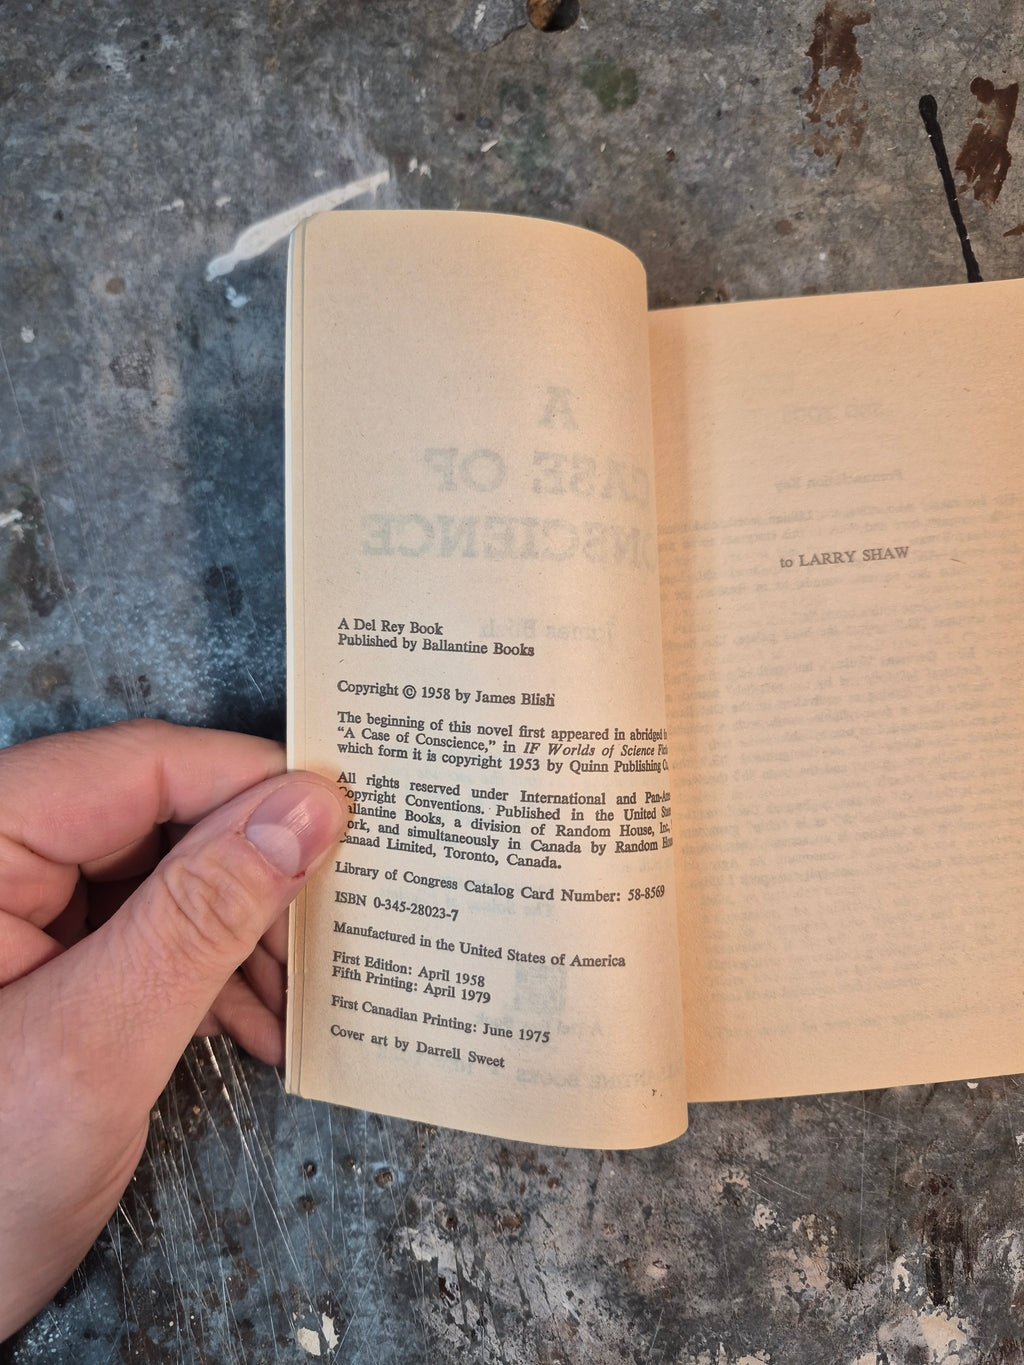 A Del Rey Book
Published by Ballantine Books
Copyright © 1958 by James Blish
The beginning of this novel first appeared in abridged
"A Case of Conscience," in IF Worlds of Science
which form it is copyright 1953 by Quinn Publishing
All rights reserved under International and
Copyright Conventions. Published in the United
Ballantine Books, a division of Random House, Inc.,
and simultaneously in Canada by Random
Canaad Limited, Toronto, Canada.
Library of Congress Catalog Card Number: 58-8569
ISBN 0-345-28023-7
Manufactured in the United States of America
First Edition: April 1958
Fifth Printing: April 1979
First Canadian Printing: June 1975
Cover art by Darrell Sweet
to LARRY SHAW